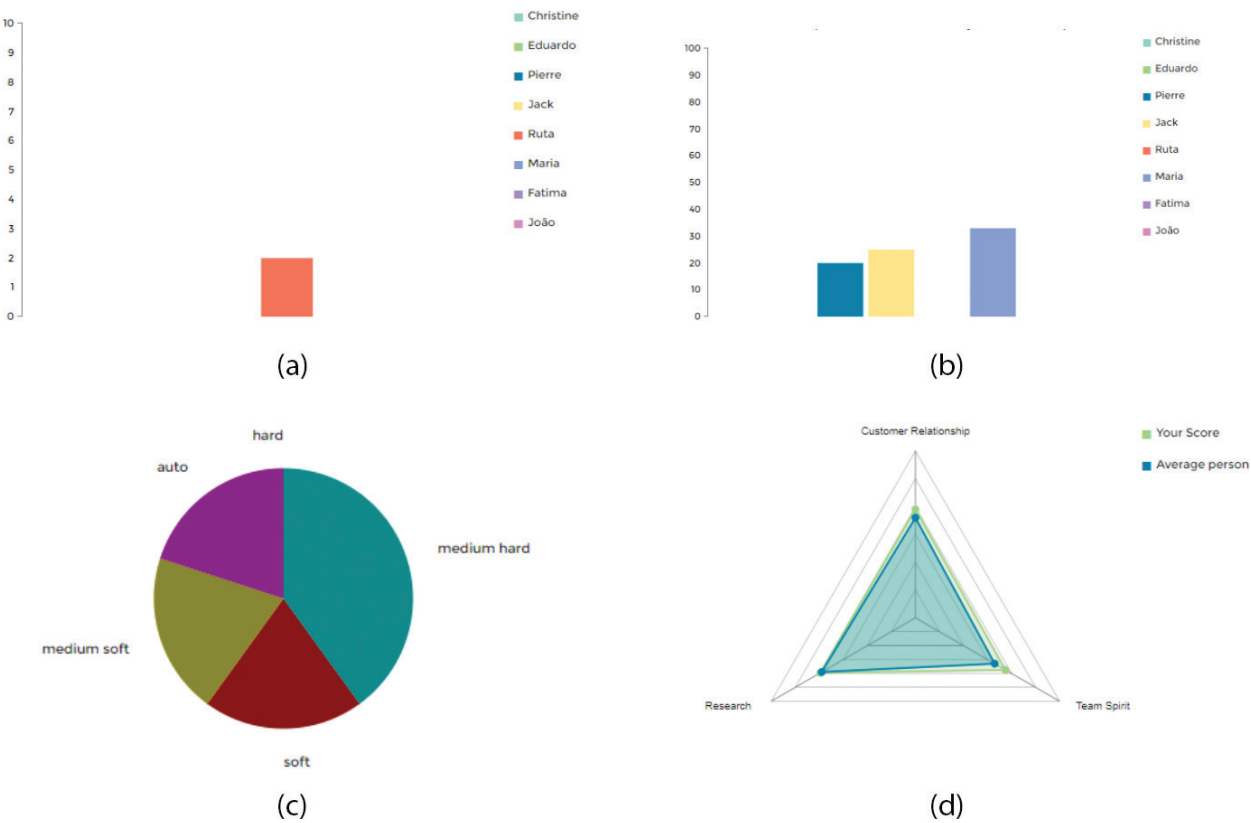 10
9
8
7
6
5
4
3
2
1
0
Christine
Eduardo
Pierre
Jack
Ruta
Maria
Fatima
João
(a)
100
90
80
70
60
50
40
30
20
10
0
Christine
Eduardo
Pierre
Jack
Ruta
Maria
Fatima
João
(b)
hard
auto
medium hard
medium soft
soft
(c)
Customer Relationship
Your Score
Average person
Research
Team Spirit
(d)